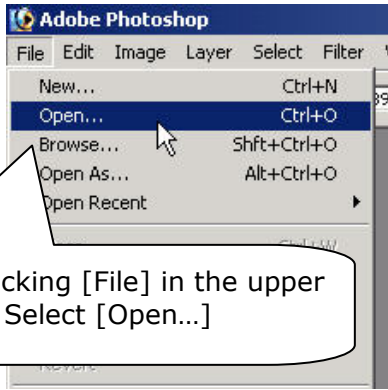 Adobe Photoshop
File Edit Image Layer Select Filter
New... Ctrl+N
Open... Ctrl+O
Browse... Shft+Ctrl+O
Open As... Alt+Ctrl+O
Open Recent
cking [File] in the upper
Select [Open…]
Revert